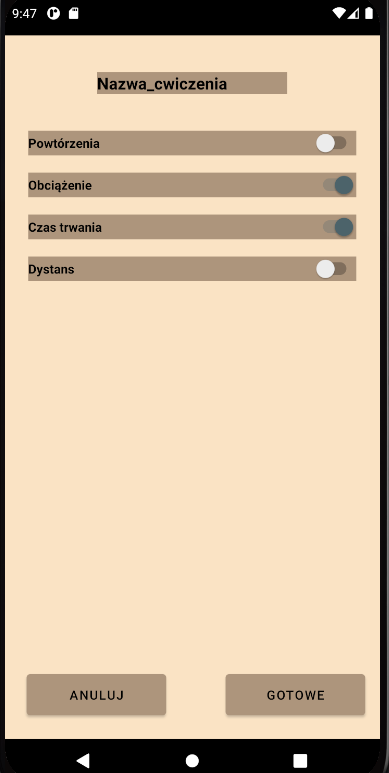 9:47
Nazwa_cwiczenia
Powtórzenia
Obciążenie
Czas trwania
Dystans
ANULUJ GOTOWE